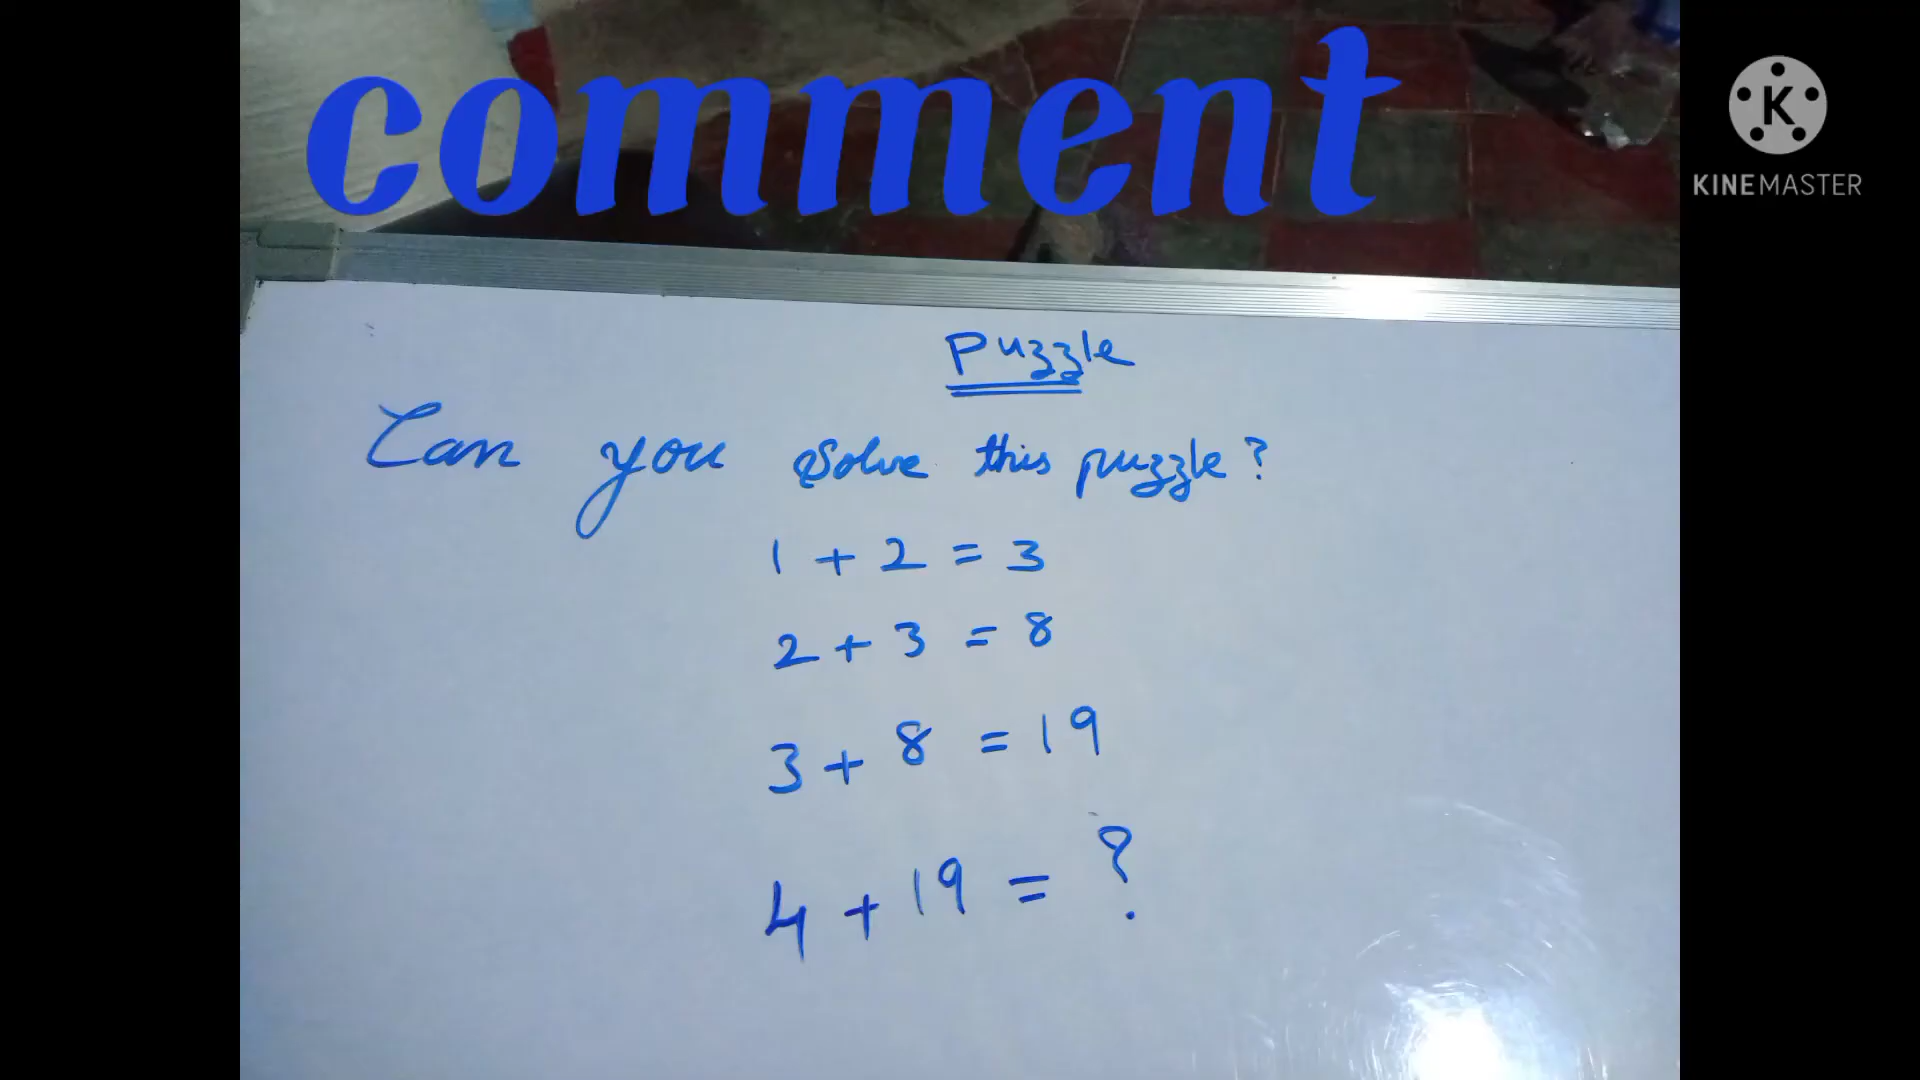 comment
K
KINEMASTER
Puzzle
Can you solve this puzzle?
1 + 2 = 3
2 + 3 = 8
3 + 8 = 19
4 + 19 = ?